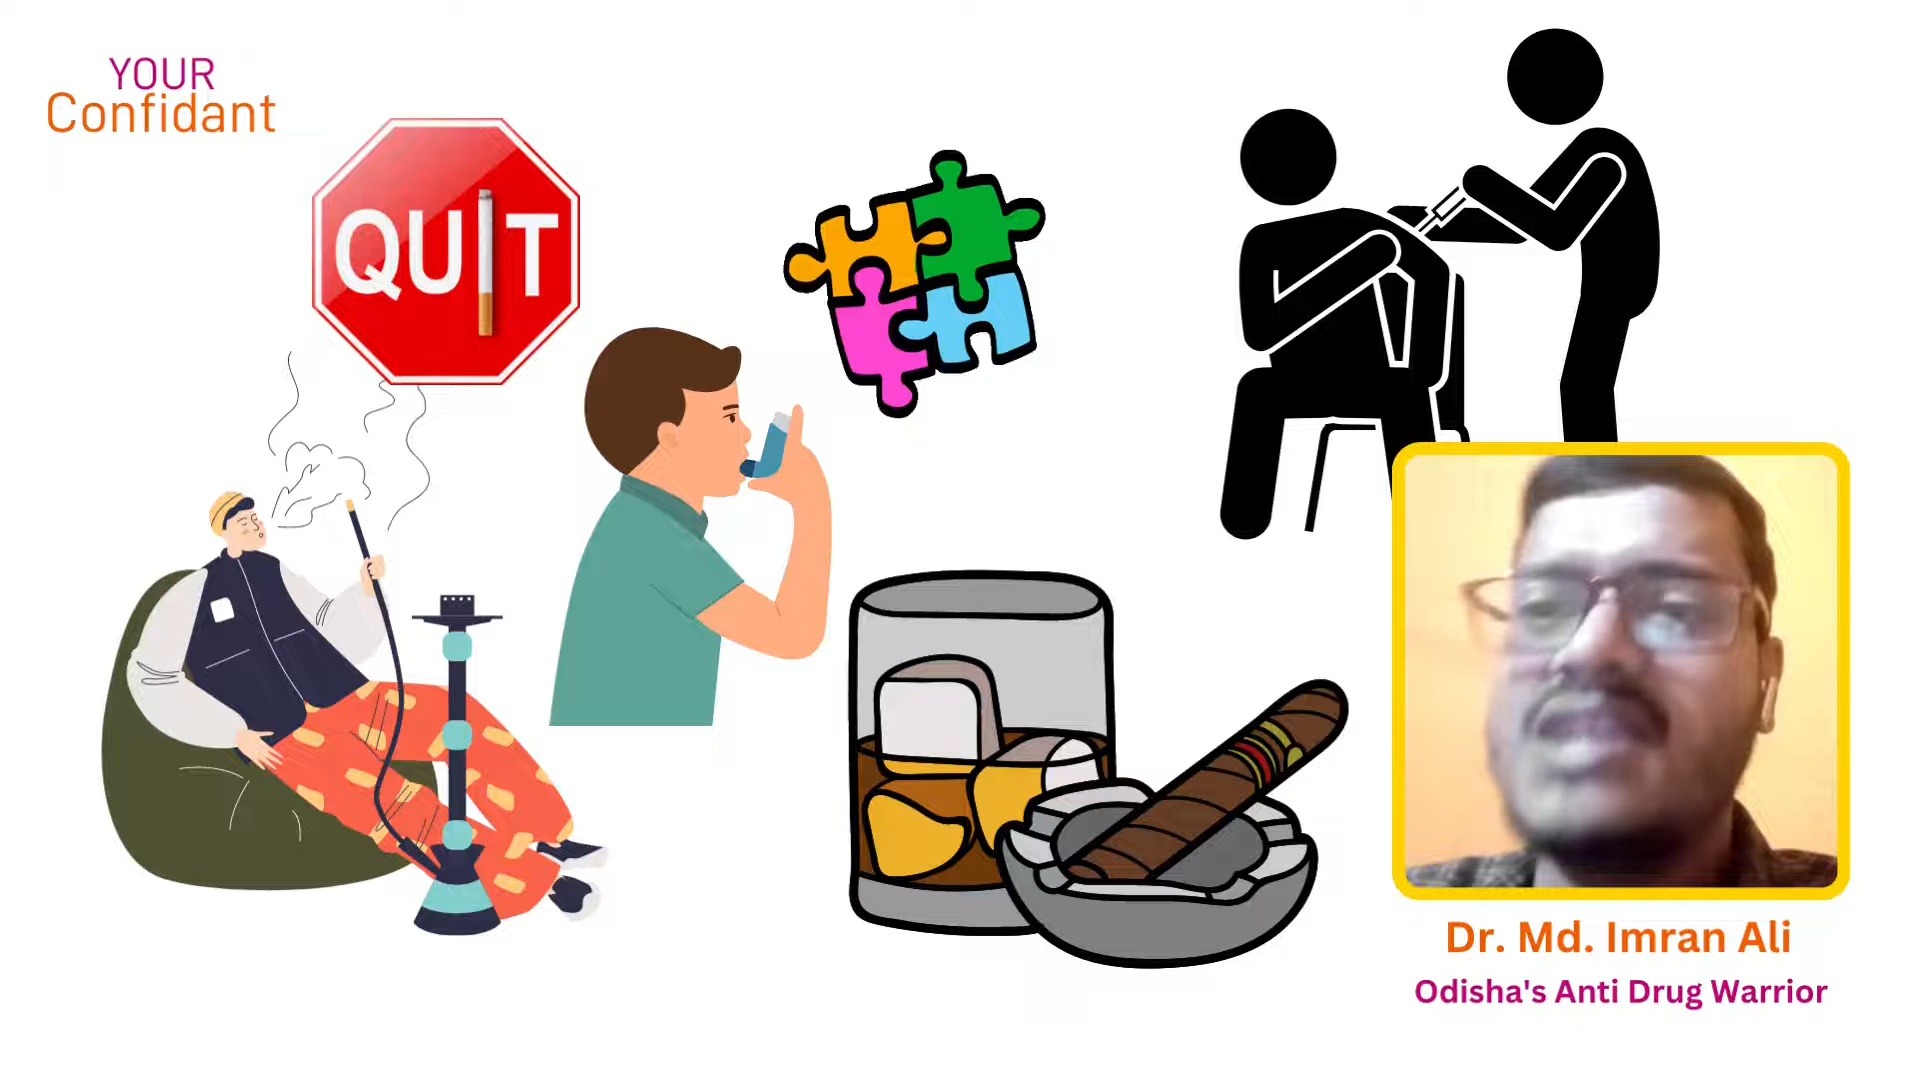 YOUR
Confidant
QUIT
Dr. Md. Imran Ali
Odisha's Anti Drug Warrior